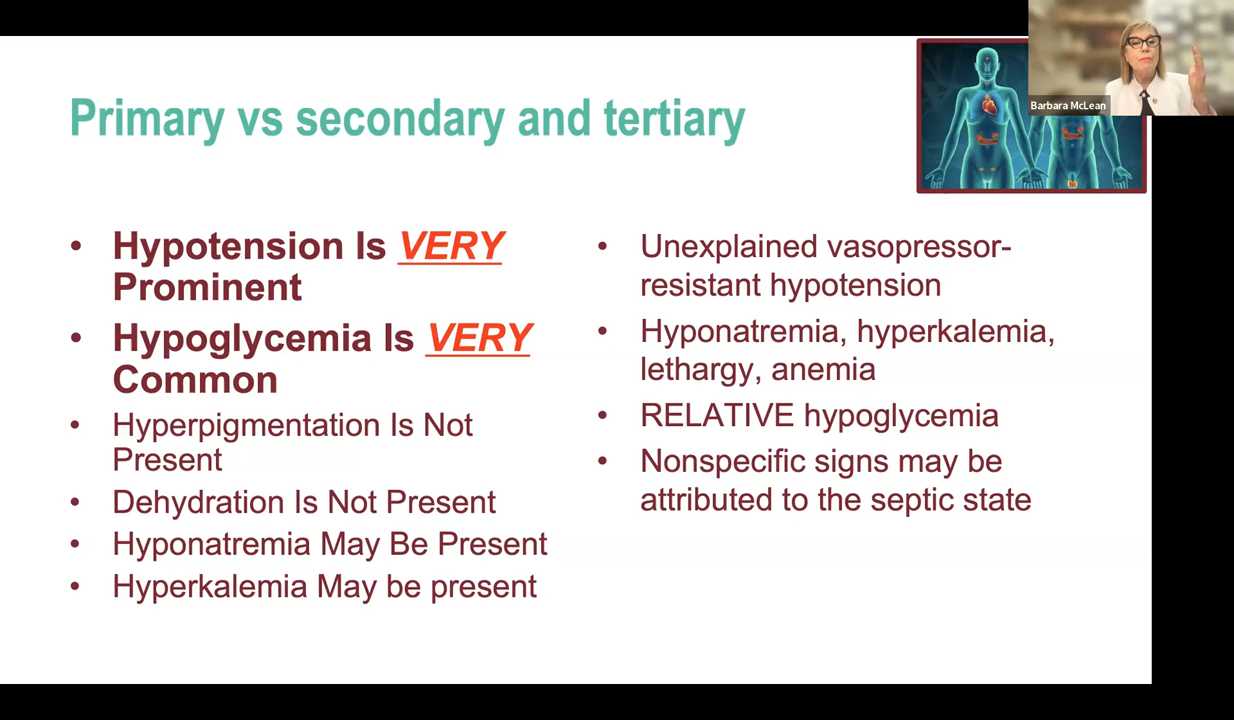 Primary vs secondary and tertiary
Barbara McLean
• Hypotension Is VERY
Prominent
• Hypoglycemia Is VERY
Common
• Hyperpigmentation Is Not
Present
• Dehydration Is Not Present
• Hyponatremia May Be Present
• Hyperkalemia May be present
• Unexplained vasopressor-
resistant hypotension
• Hyponatremia, hyperkalemia,
lethargy, anemia
• RELATIVE hypoglycemia
• Nonspecific signs may be
attributed to the septic state